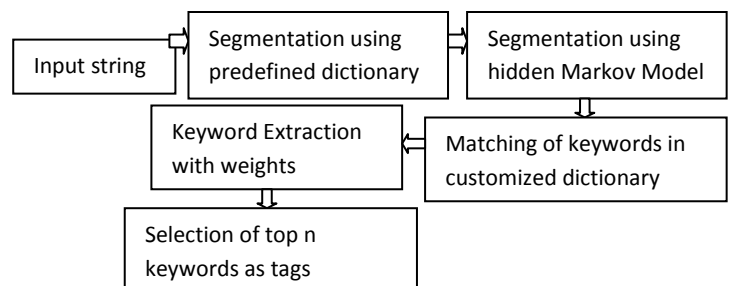 Input string
Segmentation using
predefined dictionary
Segmentation using
hidden Markov Model
Matching of keywords in
customized dictionary
Keyword Extraction
with weights
Selection of top n
keywords as tags